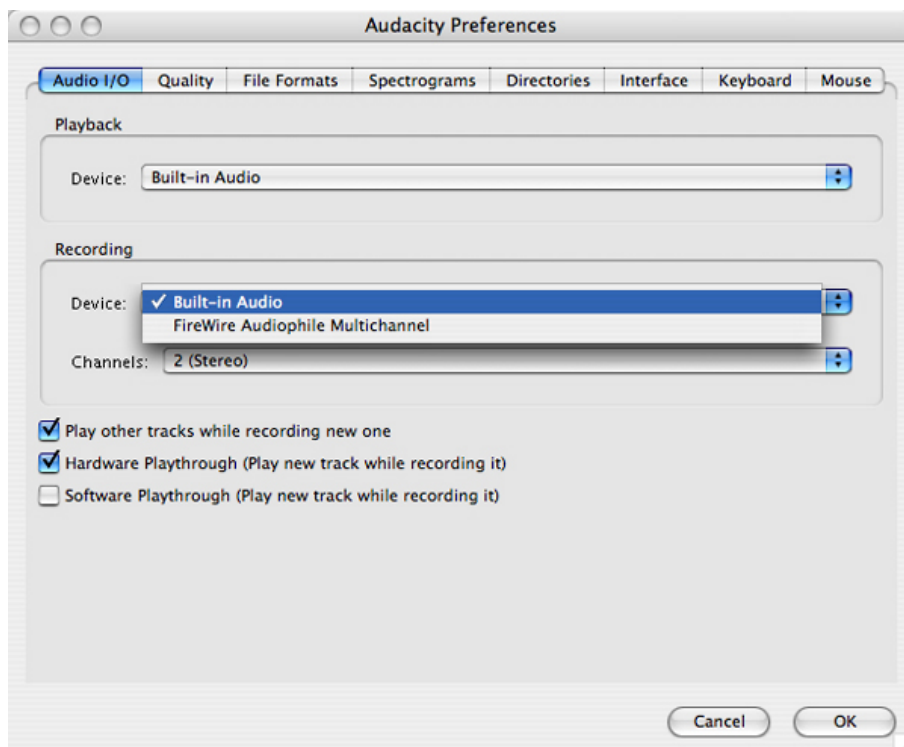 Audacity Preferences
Audio I/O Quality File Formats Spectrograms Directories Interface Keyboard Mouse
Playback
Device: Built-in Audio
Recording
Device: ✓ Built-in Audio
FireWire Audiophile Multichannel
Channels: 2 (Stereo)
Play other tracks while recording new one
Hardware Playthrough (Play new track while recording it)
Software Playthrough (Play new track while recording it)
Cancel OK